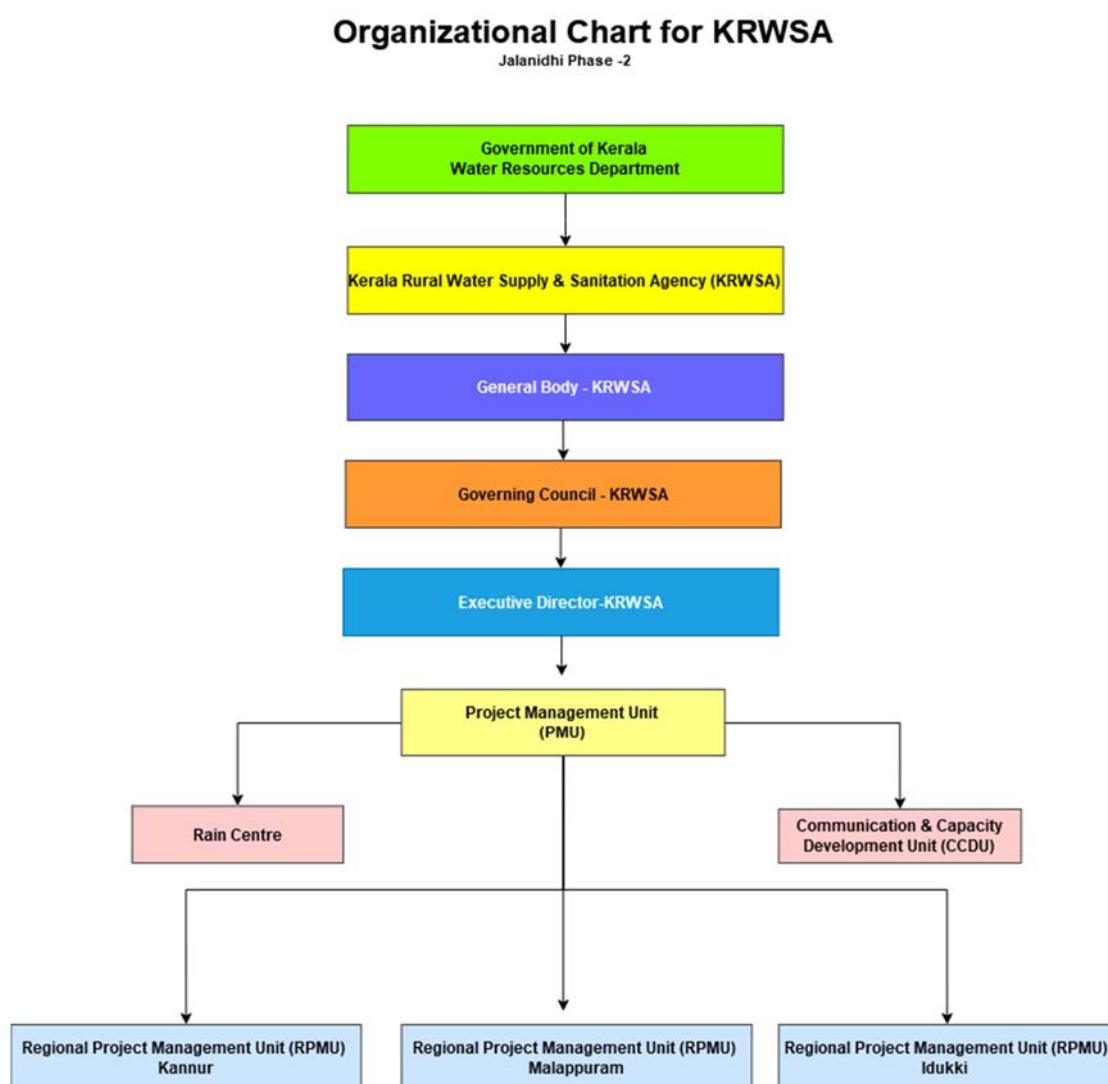 Organizational Chart for KRWSA
Jalanidhi Phase -2
Government of Kerala
Water Resources Department
Kerala Rural Water Supply & Sanitation Agency (KRWSA)
General Body - KRWSA
Governing Council - KRWSA
Executive Director-KRWSA
Project Management Unit
(PMU)
Rain Centre
Communication & Capacity
Development Unit (CCDU)
Regional Project Management Unit (RPMU)
Kannur
Regional Project Management Unit (RPMU)
Malappuram
Regional Project Management Unit (RPMU)
Idukki